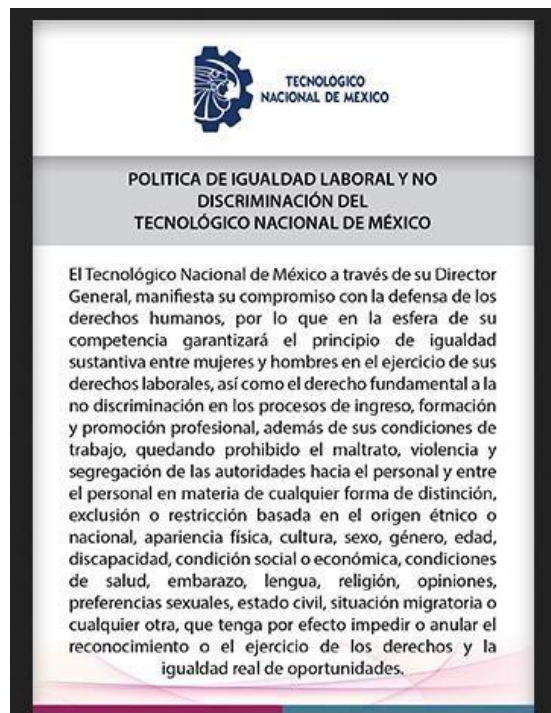 TECNOLÓGICO
NACIONAL DE MÉXICO
POLITICA DE IGUALDAD LABORAL Y NO
DISCRIMINACIÓN DEL
TECNOLÓGICO NACIONAL DE MÉXICO
El Tecnológico Nacional de México a través de su Director
General, manifiesta su compromiso con la defensa de los
derechos humanos, por lo que en la esfera de su
competencia garantizará el principio de igualdad
sustantiva entre mujeres y hombres en el ejercicio de sus
derechos laborales, así como el derecho fundamental a la
no discriminación en los procesos de ingreso, formación
y promoción profesional, además de sus condiciones de
trabajo, quedando prohibido el maltrato, violencia y
segregación de las autoridades hacia el personal y entre
el personal en materia de cualquier forma de distinción,
exclusión o restricción basada en el origen étnico o
nacional, apariencia física, cultura, sexo, género, edad,
discapacidad, condición social o económica, condiciones
de salud, embarazo, lengua, religión, opiniones,
preferencias sexuales, estado civil, situación migratoria o
cualquier otra, que tenga por efecto impedir o anular el
reconocimiento o el ejercicio de los derechos y la
igualdad real de oportunidades.